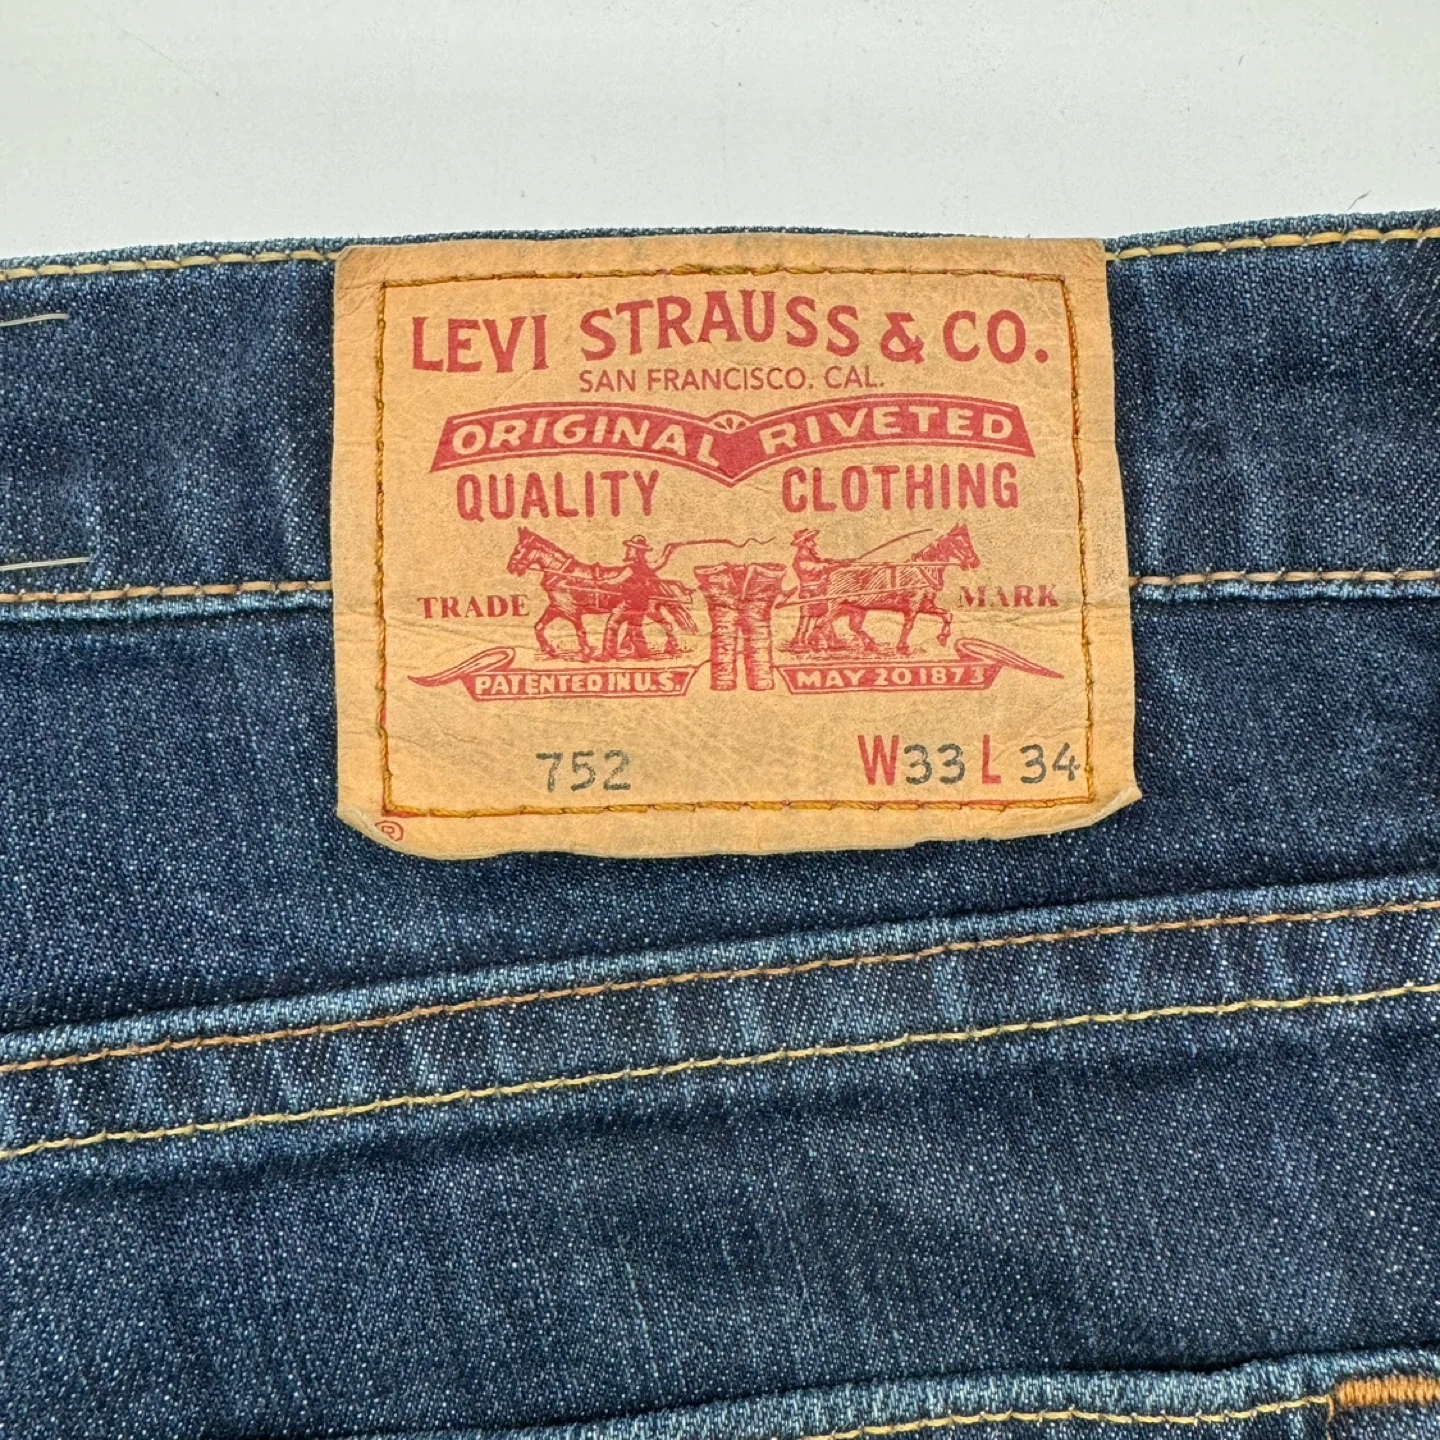 LEVI STRAUSS & CO.
SAN FRANCISCO. CAL.
ORIGINAL RIVETED
QUALITY CLOTHING
TRADE MARK
PATENTED IN U.S. MAY 20 1873
752 W33 L 34
®